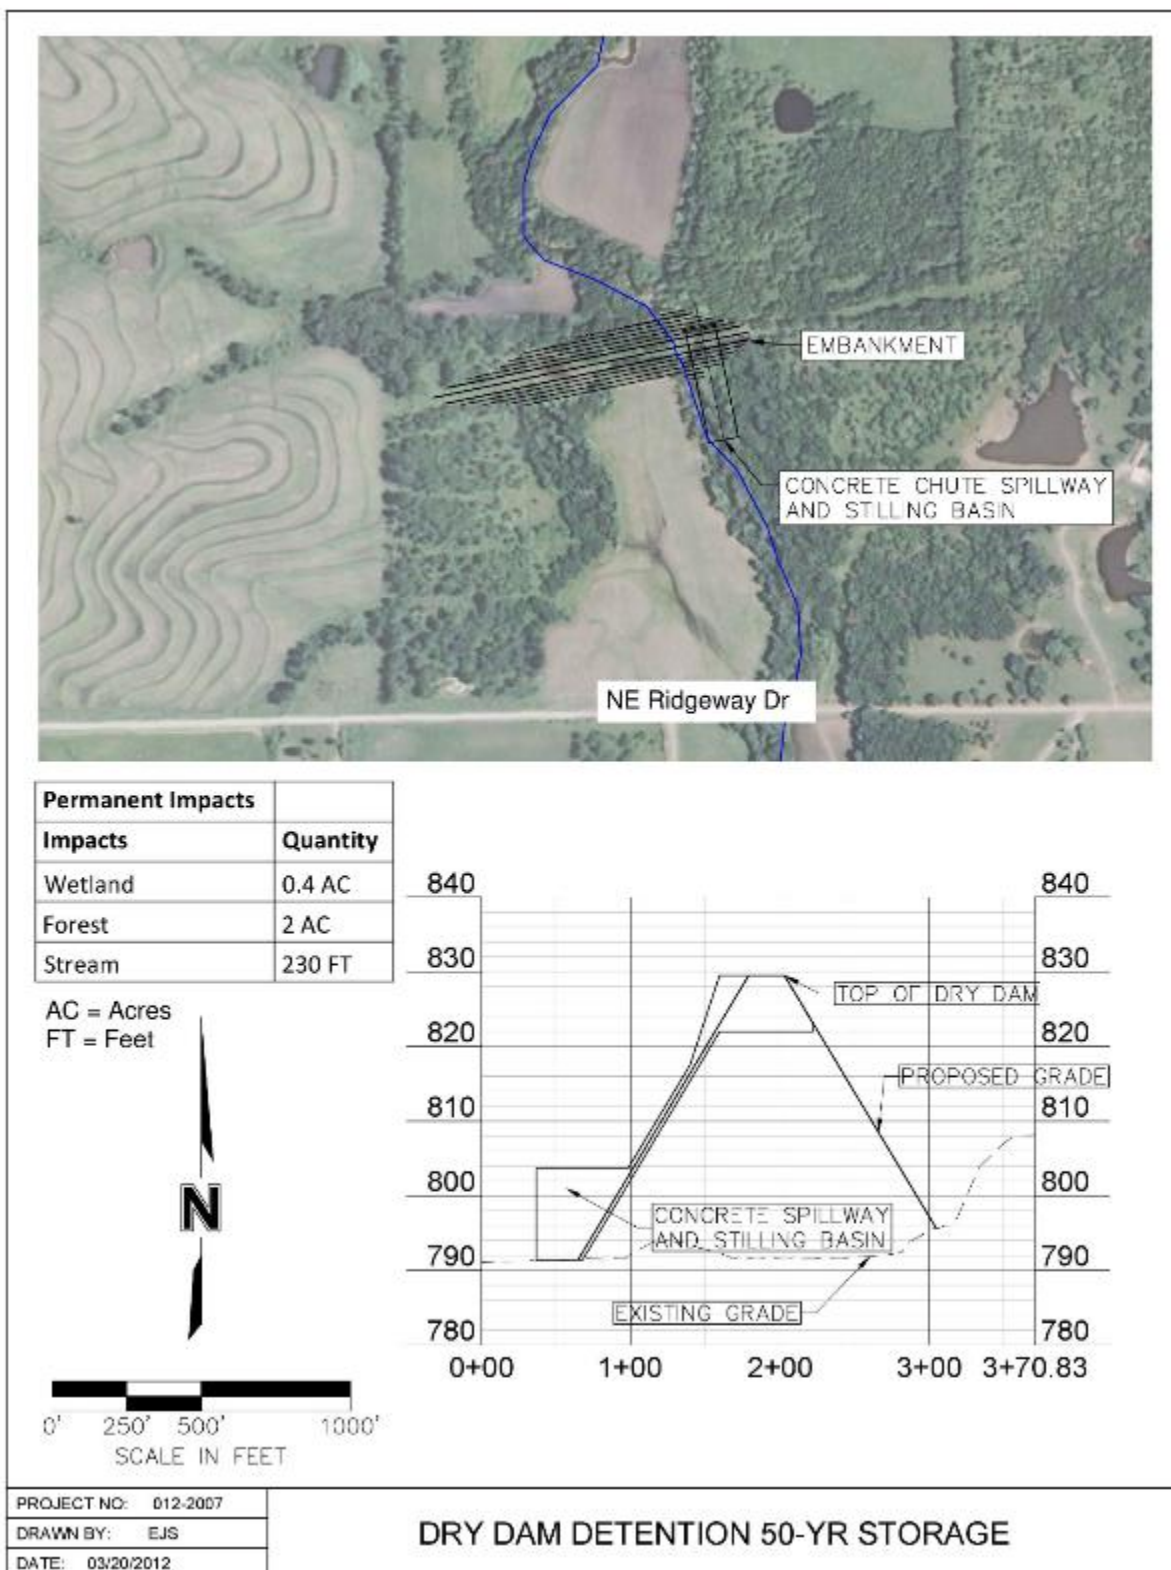 EMBANKMENT
CONCRETE CHUTE SPILLWAY
AND STILLING BASIN
NE Ridgeway Dr
Permanent Impacts
Impacts Quantity
Wetland 0.4 AC
Forest 2 AC
Stream 230 FT
AC = Acres
FT = Feet
N
0' 250' 500' 1000'
SCALE IN FEET
840 840
830 830
TOP OF DRY DAM
820 820
PROPOSED GRADE
810 810
800 800
CONCRETE SPILLWAY
AND STILLING BASIN
790 790
EXISTING GRADE
780 780
0+00 1+00 2+00 3+00 3+70.83
PROJECT NO: 012-2007
DRAWN BY: EJS
DATE: 03/20/2012
DRY DAM DETENTION 50-YR STORAGE